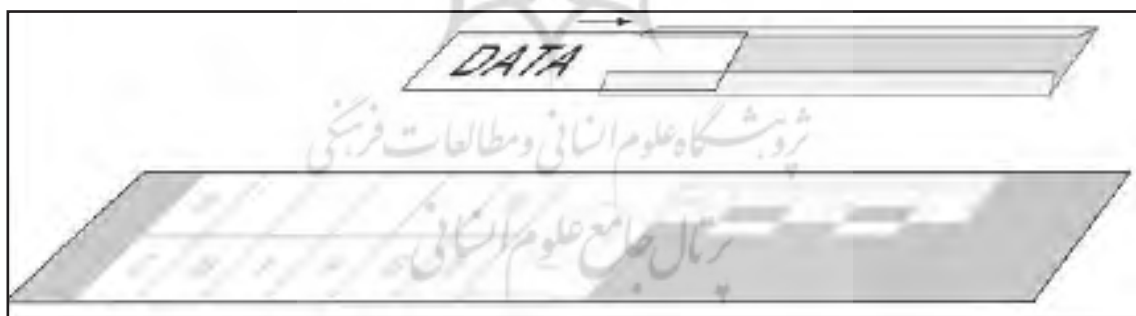 DATA
پژوهشگاه علوم انسانی و مطالعات فرهنگی
پرتال جامع علوم انسانی